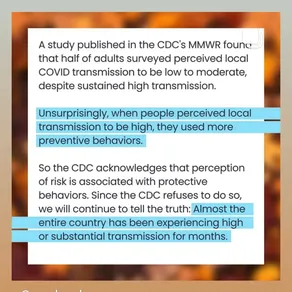 A study published in the CDC's MMWR found
that half of adults surveyed perceived local
COVID transmission to be low to moderate,
despite sustained high transmission.
Unsurprisingly, when people perceived local
transmission to be high, they used more
preventive behaviors.
So the CDC acknowledges that perception
of risk is associated with protective
behaviors. Since the CDC refuses to do so,
we will continue to tell the truth: Almost the
entire country has been experiencing high
or substantial transmission for months.